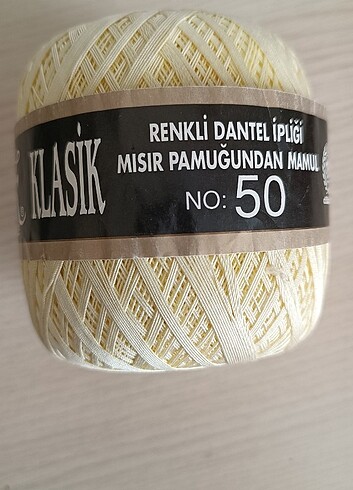 KLASİK
RENKLİ DANTEL İPLİĞİ
MISIR PAMUĞUNDAN MAMUL
NO: 50